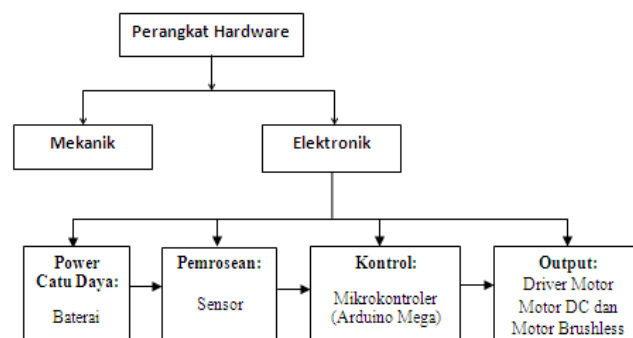 Perangkat Hardware
Mekanik
Elektronik
Power
Catu Daya:
Baterai
Pemrosean:
Sensor
Kontrol:
Mikrokontroler
(Arduino Mega)
Output:
Driver Motor
Motor DC dan
Motor Brushless